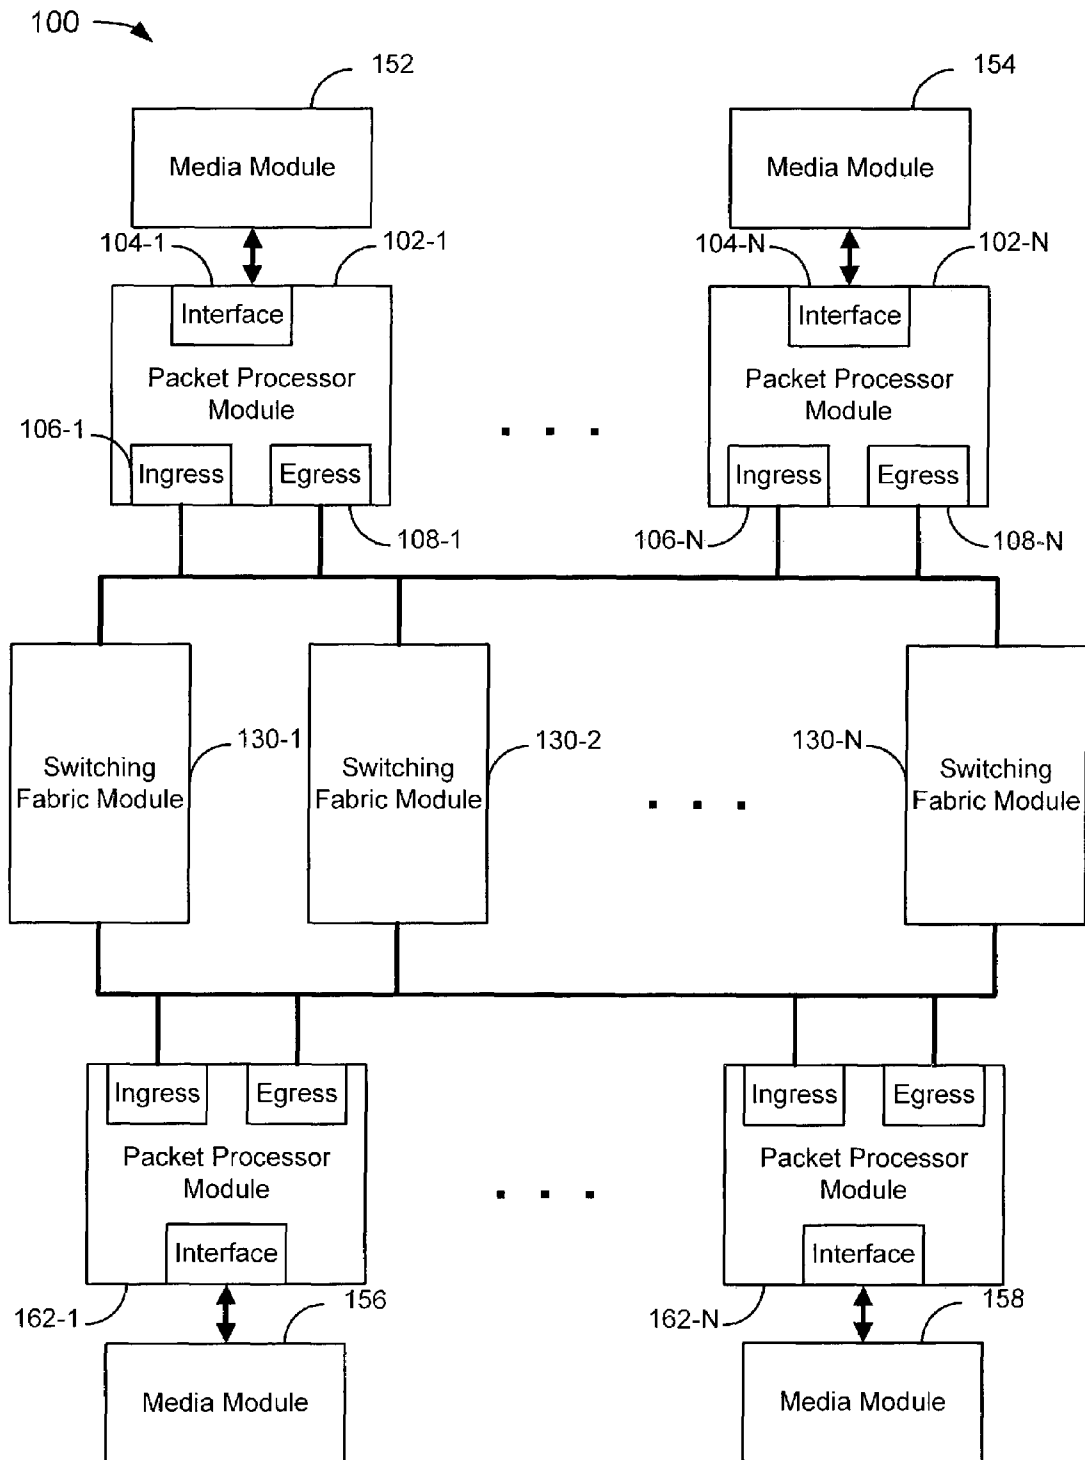 100
152
154
Media Module
Media Module
104-1
102-1
104-N
102-N
Interface
Interface
Packet Processor
Module
Packet Processor
Module
106-1
Ingress
Egress
Ingress
Egress
108-1
106-N
108-N
Switching
Fabric Module
130-1
Switching
Fabric Module
130-2
130-N
Switching
Fabric Module
Ingress
Egress
Ingress
Egress
Packet Processor
Module
Packet Processor
Module
Interface
Interface
162-1
156
162-N
158
Media Module
Media Module